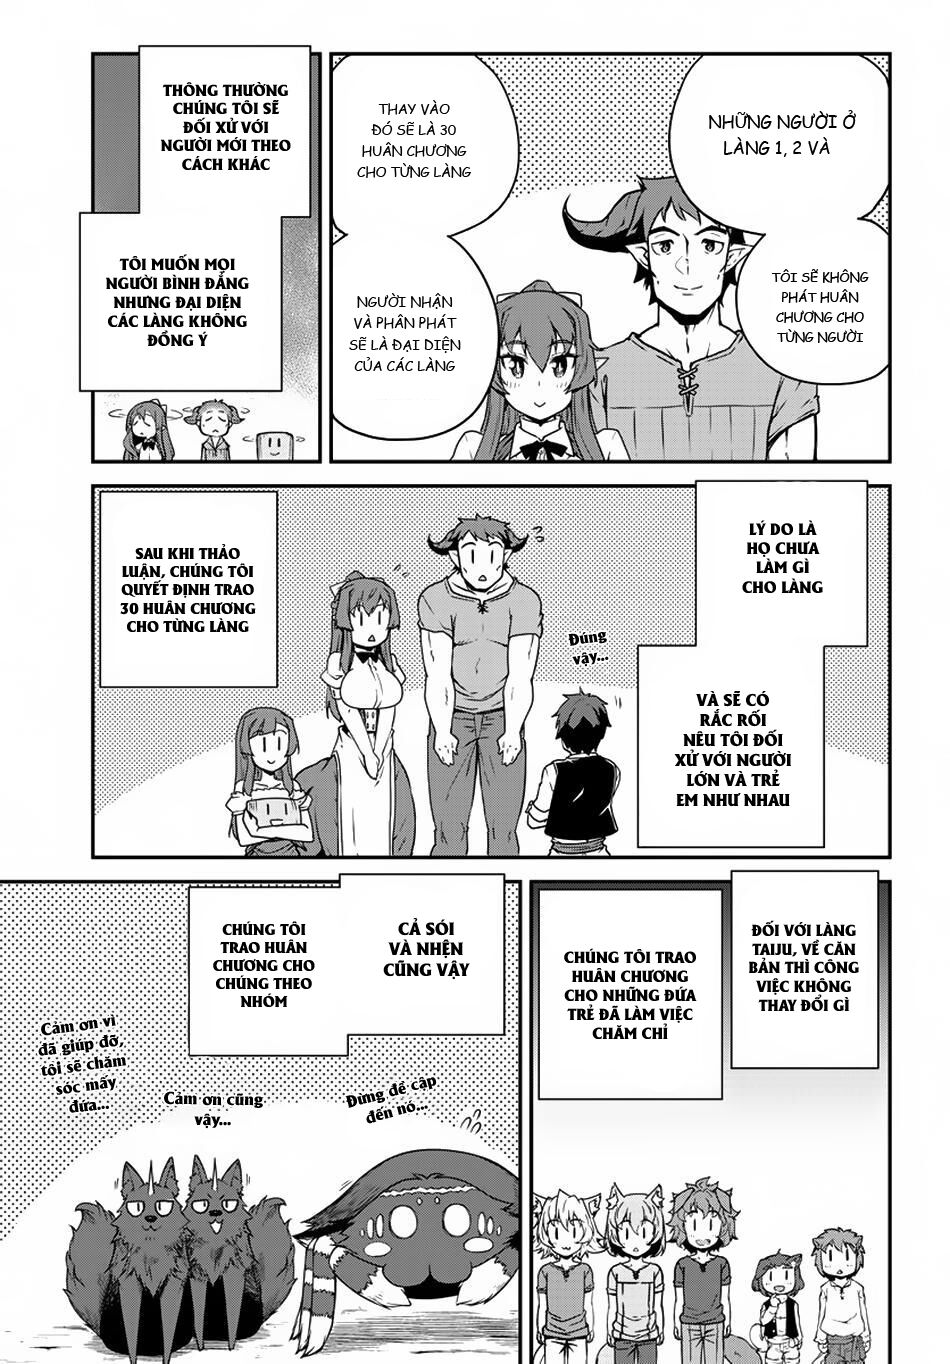 NHỮNG NGƯỜI Ở
LÀNG 1, 2 VÀ
TÔI SẼ KHÔNG
PHÁT HUÂN
CHƯƠNG CHO
TỪNG NGƯỜI
THAY VÀO
ĐÓ SẼ LÀ 30
HUÂN CHƯƠNG
CHO TỪNG LÀNG
NGƯỜI NHẬN
VÀ PHÂN PHÁT
SẼ LÀ ĐẠI DIỆN
CỦA CÁC LÀNG
THÔNG THƯỜNG
CHÚNG TÔI SẼ
ĐỐI XỬ VỚI
NGƯỜI MỚI THEO
CÁCH KHÁC
TÔI MUỐN MỌI
NGƯỜI BÌNH ĐẲNG
NHƯNG ĐẠI DIỆN
CÁC LÀNG KHÔNG
ĐỒNG Ý
LÝ DO LÀ
HỌ CHƯA
LÀM GÌ
CHO LÀNG
VÀ SẼ CÓ
RẮC RỐI
NÊU TÔI ĐỐI
XỬ VỚI NGƯỜI
LỚN VÀ TRẺ
EM NHƯ NHAU
Đúng
vậy...
SAU KHI THẢO
LUẬN, CHÚNG TÔI
QUYẾT ĐỊNH TRAO
30 HUÂN CHƯƠNG
CHO TỪNG LÀNG
ĐỐI VỚI LÀNG
TAIJU, VỀ CĂN
BẢN THÌ CÔNG
VIỆC KHÔNG
THAY ĐỔI GÌ
CHÚNG TÔI TRAO
HUÂN CHƯƠNG
CHO NHỮNG ĐỨA
TRẺ ĐÃ LÀM VIỆC
CHĂM CHỈ
CẢ SÓI
VÀ NHỆN
CŨNG VẬY
CHÚNG TÔI
TRAO HUÂN
CHƯƠNG CHO
CHÚNG THEO
NHÓM
Đừng đề cập
đến nó...
Cảm ơn cũng
vậy...
Cảm ơn vì
đã giúp đỡ,
tôi sẽ chăm
sóc mấy
đứa...